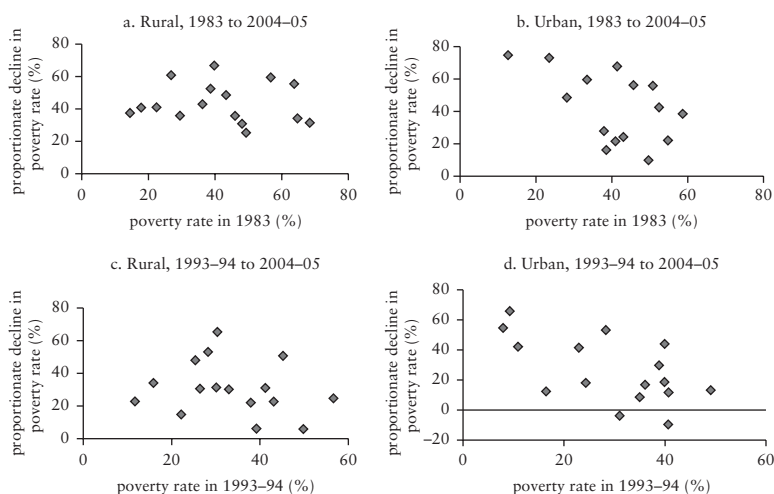 a. Rural, 1983 to 2004–05
proportionate decline in
poverty rate (%)
80
60
40
20
0
0 20 40 60 80
poverty rate in 1983 (%)
b. Urban, 1983 to 2004–05
proportionate decline in
poverty rate (%)
80
60
40
20
0
0 20 40 60 80
poverty rate in 1983 (%)
c. Rural, 1993–94 to 2004–05
proportionate decline in
poverty rate (%)
80
60
40
20
0
0 20 40 60
poverty rate in 1993–94 (%)
d. Urban, 1993–94 to 2004–05
proportionate decline in
poverty rate (%)
80
60
40
20
0
–20
0 20 40 60
poverty rate in 1993–94 (%)